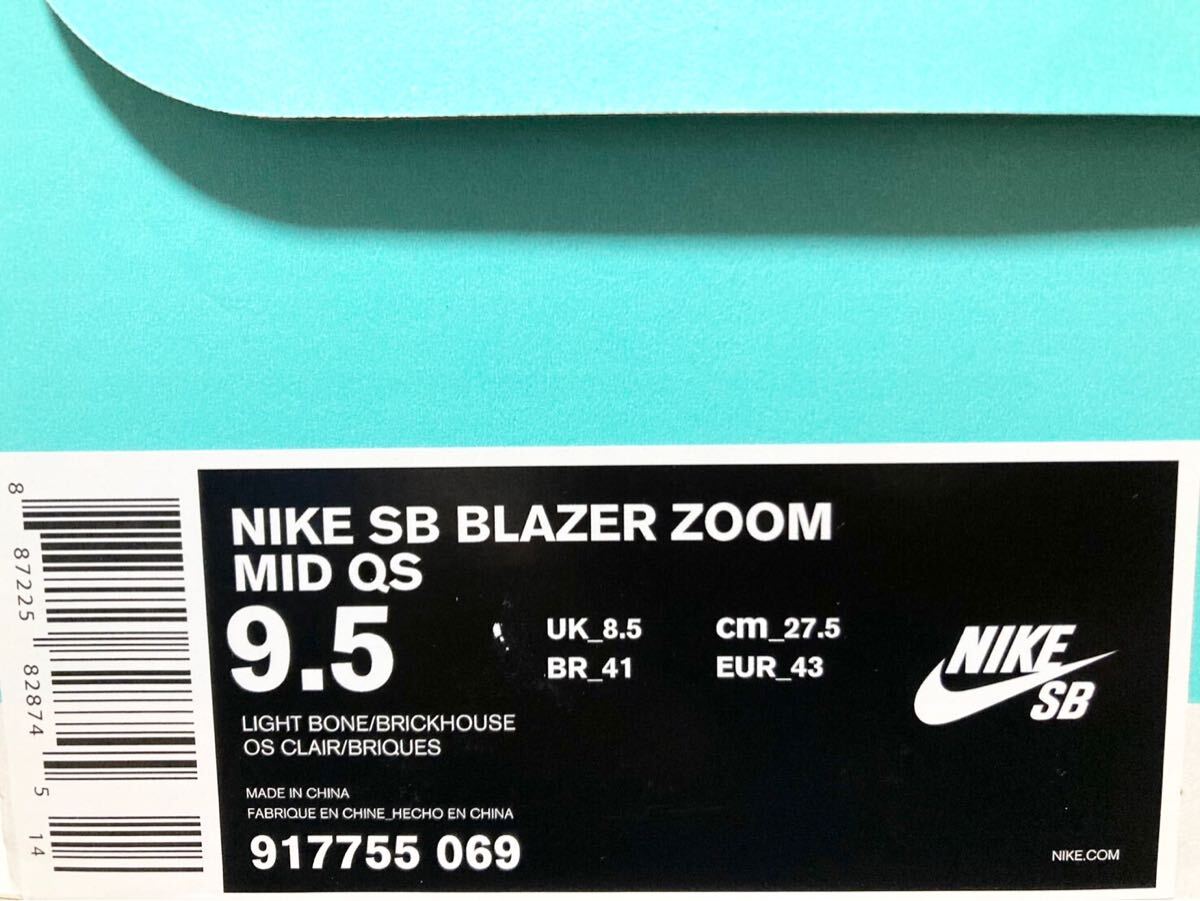 NIKE SB BLAZER ZOOM
MID QS
9.5
UK_8.5 cm_27.5
BR_41 EUR_43
LIGHT BONE/BRICKHOUSE
OS CLAIR/BRIQUES
MADE IN CHINA
FABRIQUE EN CHINE_HECHO EN CHINA
917755 069
NIKE
SB
NIKE.COM
8 87225 82874 5 14